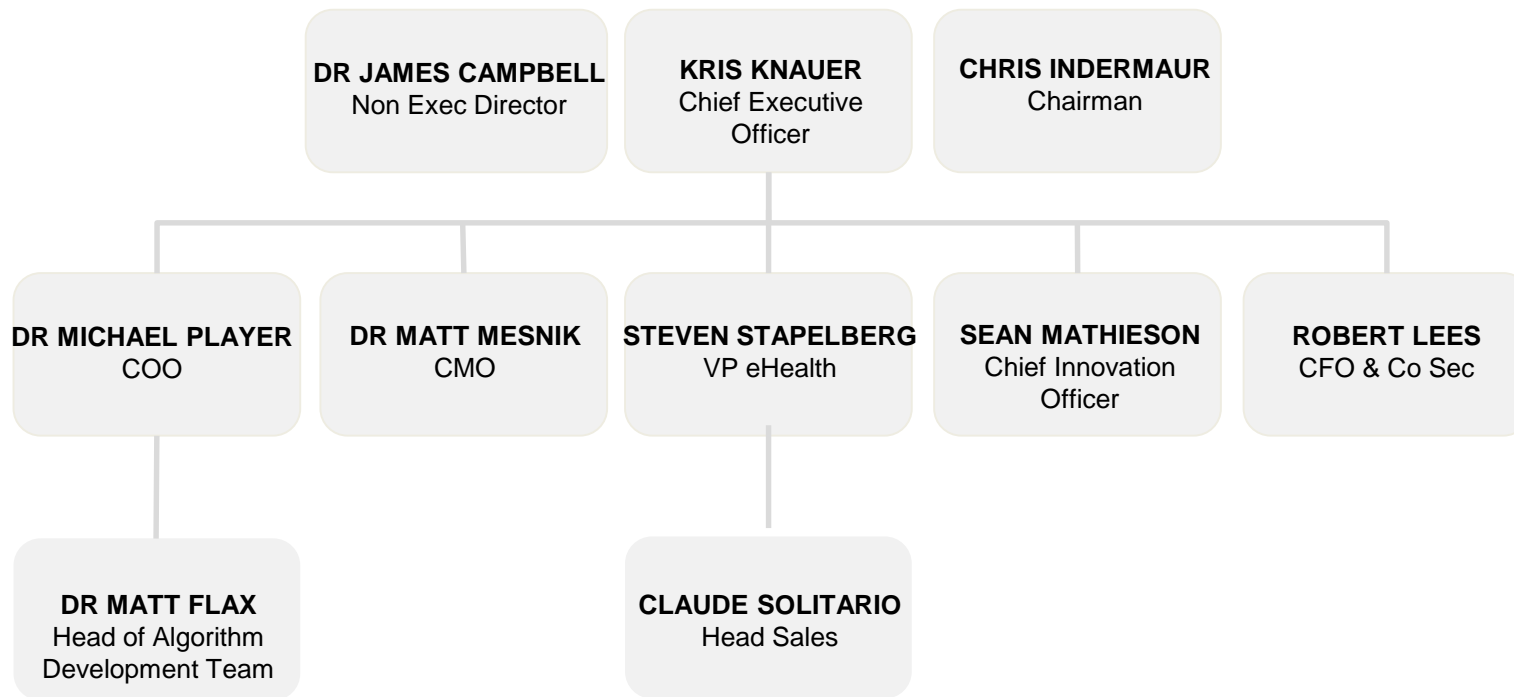 DR JAMES CAMPBELL
Non Exec Director
KRIS KNAUER
Chief Executive
Officer
CHRIS INDERMAUR
Chairman
DR MICHAEL PLAYER
COO
DR MATT MESNIK
CMO
STEVEN STAPELBERG
VP eHealth
SEAN MATHIESON
Chief Innovation
Officer
ROBERT LEES
CFO & Co Sec
DR MATT FLAX
Head of Algorithm
Development Team
CLAUDE SOLITARIO
Head Sales